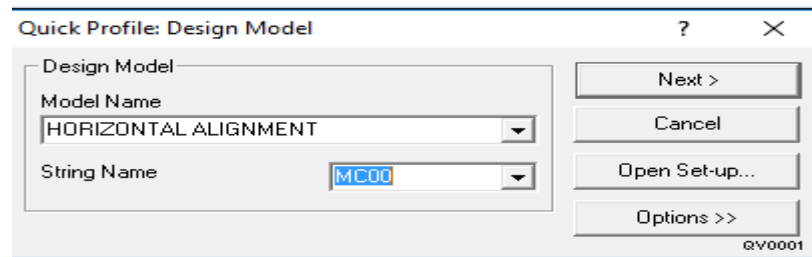 Quick Profile: Design Model ? ×
Design Model
Model Name
HORIZONTAL ALIGNMENT
String Name MC00
Next >
Cancel
Open Set-up...
Options >>
QV0001